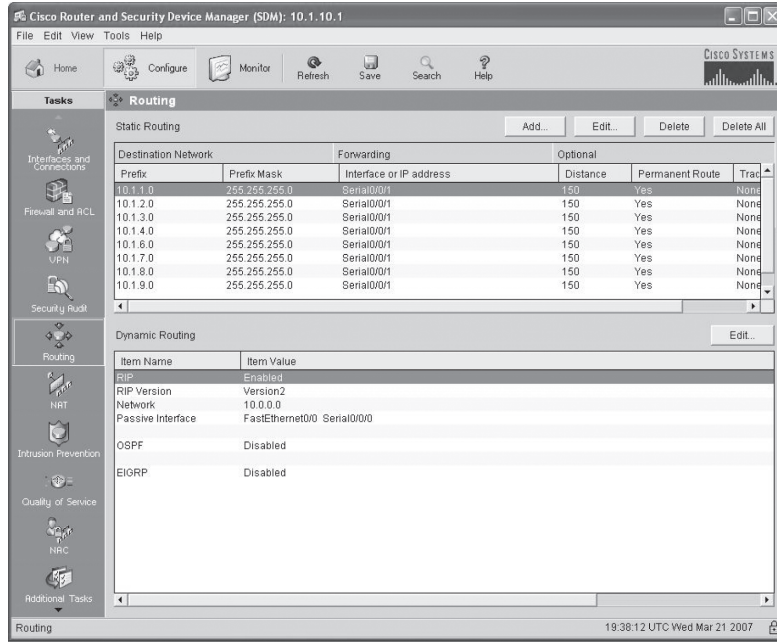 Cisco Router and Security Device Manager (SDM): 10.1.10.1
File Edit View Tools Help
Home Configure Monitor Refresh Save Search Help
CISCO SYSTEMS
Tasks
Routing
Static Routing Add... Edit... Delete Delete All
Destination Network Forwarding Optional
Prefix Prefix Mask Interface or IP address Distance Permanent Route Trac
10.1.1.0 255.255.255.0 Serial0/0/1 150 Yes None
10.1.2.0 255.255.255.0 Serial0/0/1 150 Yes None
10.1.3.0 255.255.255.0 Serial0/0/1 150 Yes None
10.1.4.0 255.255.255.0 Serial0/0/1 150 Yes None
10.1.6.0 255.255.255.0 Serial0/0/1 150 Yes None
10.1.7.0 255.255.255.0 Serial0/0/1 150 Yes None
10.1.8.0 255.255.255.0 Serial0/0/1 150 Yes None
10.1.9.0 255.255.255.0 Serial0/0/1 150 Yes None
Dynamic Routing Edit...
Item Name Item Value
RIP Enabled
RIP Version Version2
Network 10.0.0.0
Passive Interface FastEthernet0/0 Serial0/0/0
OSPF Disabled
EIGRP Disabled
Interfaces and
Connections
Firewall and ACL
VPN
Security Audit
Routing
NAT
Intrusion Prevention
Quality of Service
NAC
Additional Tasks
Routing 19:38:12 UTC Wed Mar 21 2007